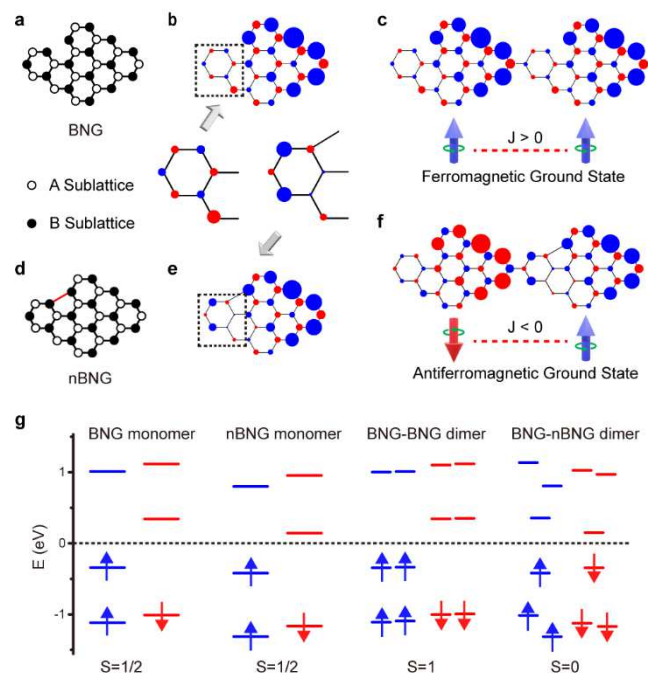 a
b
c
BNG
J > 0
Ferromagnetic Ground State
A Sublattice
B Sublattice
d
e
f
nBNG
J < 0
Antiferromagnetic Ground State
g
BNG monomer
nBNG monomer
BNG-BNG dimer
BNG-nBNG dimer
E (eV)
1
0
-1
S=1/2
S=1/2
S=1
S=0